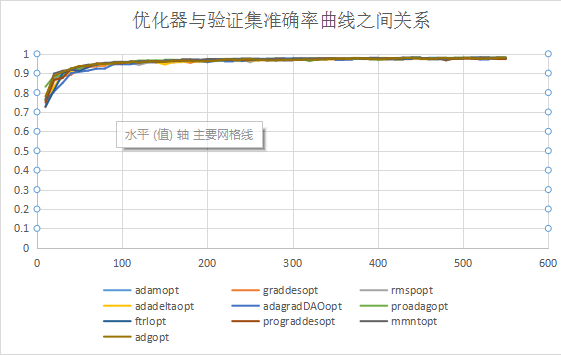 优化器与验证集准确率曲线之间关系
1
0.9
0.8
0.7
0.6
0.5
0.4
0.3
0.2
0.1
0
水平 (值) 轴 主要网格线
0 100 200 300 400 500 600
adamopt graddesopt rmspopt
adadeltaopt adagradDAOopt proadagopt
ftrlopt prograddesopt mmntopt
adgopt